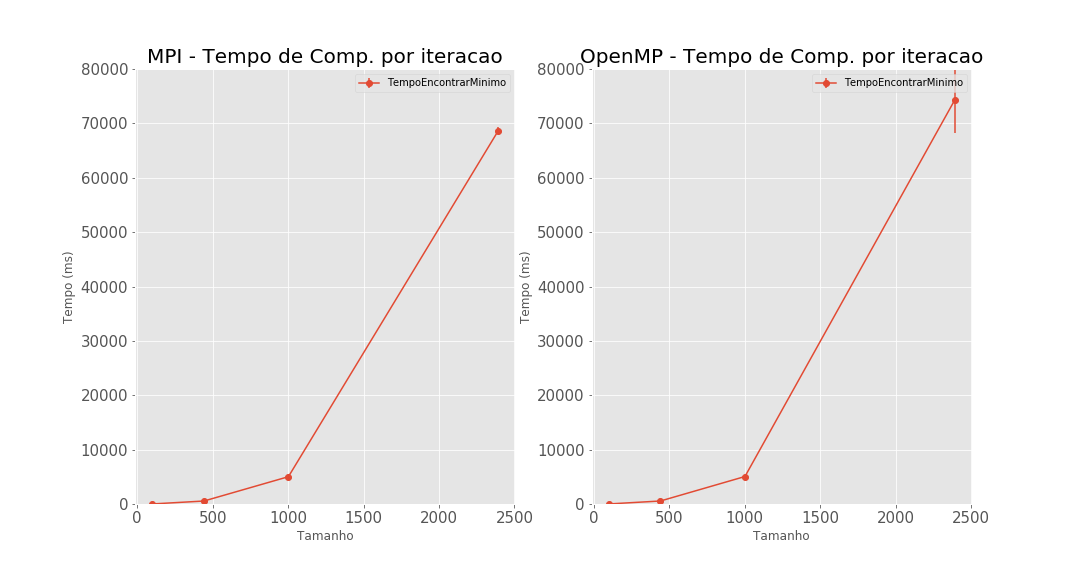 MPI - Tempo de Comp. por iteracao
TempoEncontrarMinimo
80000
70000
60000
50000
40000
30000
20000
10000
0
Tempo (ms)
0 500 1000 1500 2000 2500
Tamanho
OpenMP - Tempo de Comp. por iteracao
TempoEncontrarMinimo
80000
70000
60000
50000
40000
30000
20000
10000
0
Tempo (ms)
0 500 1000 1500 2000 2500
Tamanho